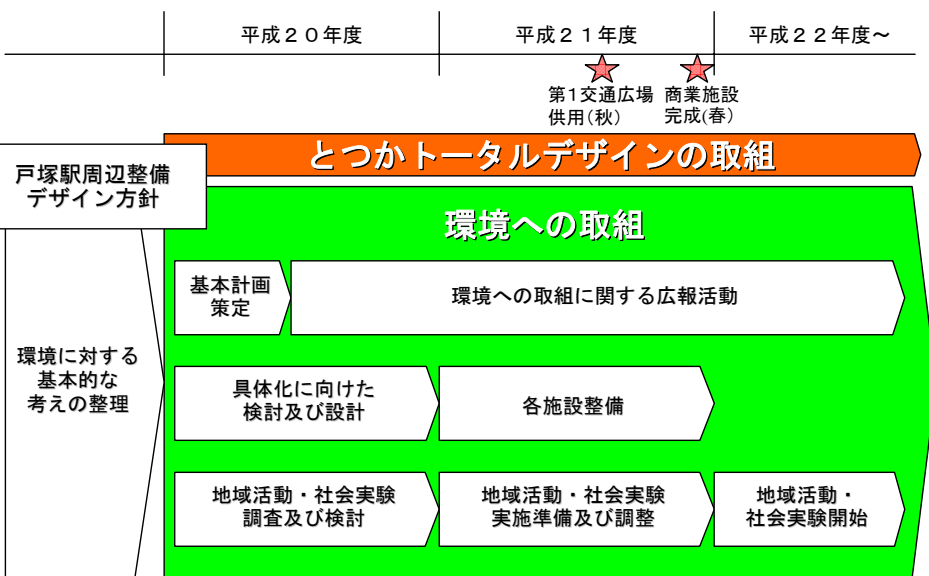 平成２０年度
平成２１年度
平成２２年度～
第1交通広場
供用(秋)
商業施設
完成(春)
とつかトータルデザインの取組
戸塚駅周辺整備
デザイン方針
環境への取組
基本計画
策定
環境への取組に関する広報活動
環境に対する
基本的な
考えの整理
具体化に向けた
検討及び設計
各施設整備
地域活動・社会実験
調査及び検討
地域活動・社会実験
実施準備及び調整
地域活動・
社会実験開始